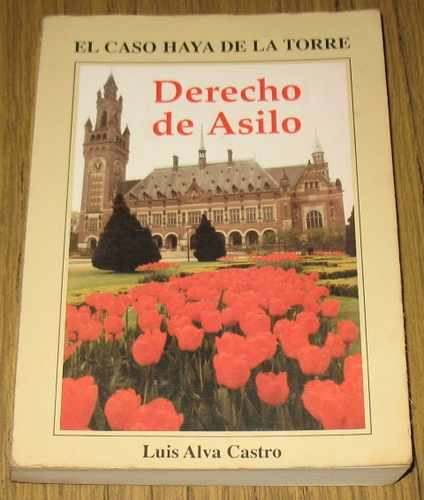 EL CASO HAYA DE LA TORRE
Derecho
de Asilo
Luis Alva Castro